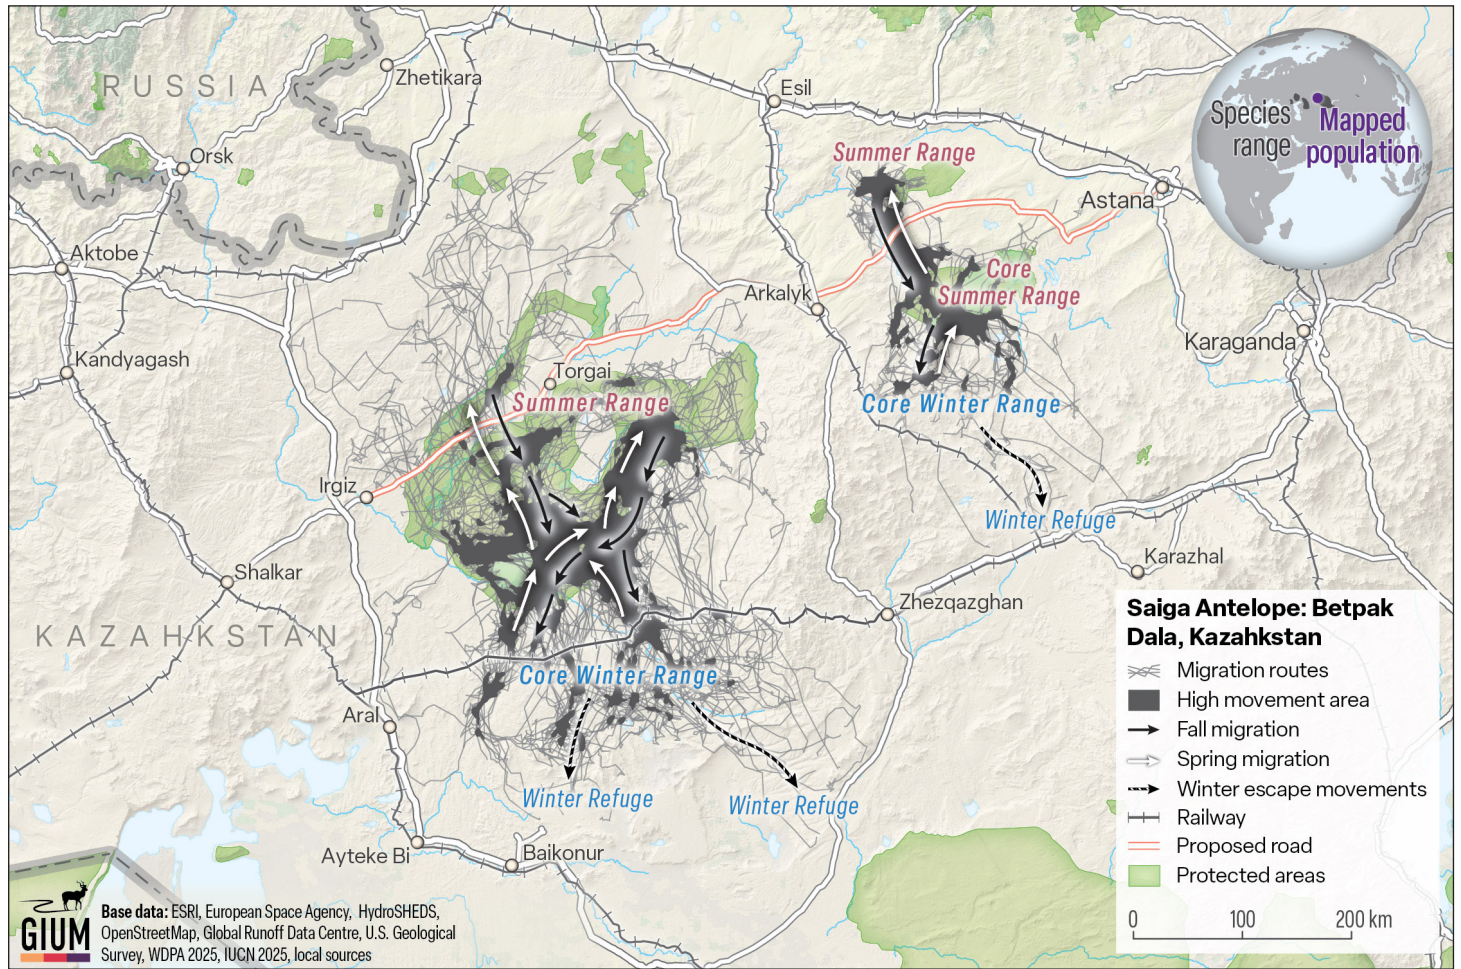 RUSSIA
Zhetikara
Esil
Species
range
Mapped
population
Orsk
Summer Range
Astana
Aktobe
Core
Summer Range
Arkalyk
Karaganda
Kandyagash
Torgai
Summer Range
Core Winter Range
Irgiz
Winter Refuge
Karazhal
Shalkar
Zhezqazghan
KAZAHKSTAN
Core Winter Range
Aral
Winter Refuge
Winter Refuge
Ayteke Bi
Baikonur
Saiga Antelope: Betpak
Dala, Kazahkstan
Migration routes
High movement area
Fall migration
Spring migration
Winter escape movements
Railway
Proposed road
Protected areas
0 100 200 km
GIUM
Base data: ESRI, European Space Agency, HydroSHEDS,
OpenStreetMap, Global Runoff Data Centre, U.S. Geological
Survey, WDPA 2025, IUCN 2025, local sources